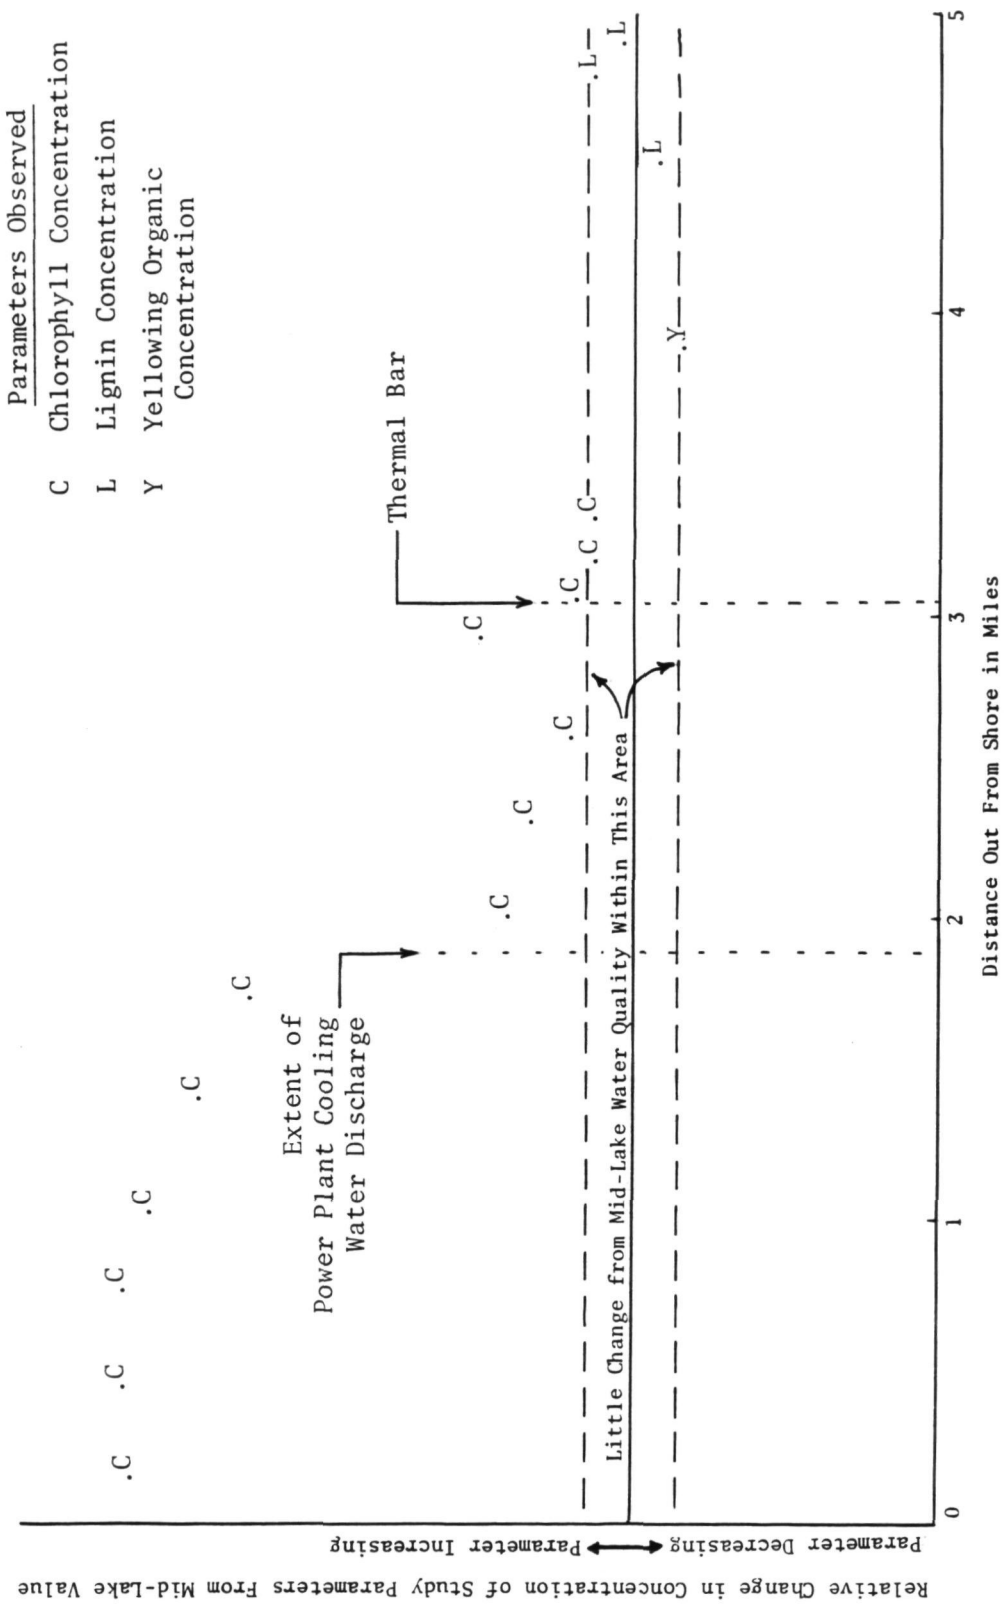 Parameters Observed
C Chlorophyll Concentration
L Lignin Concentration
Y Yellowing Organic
Concentration
Thermal Bar
Extent of
Power Plant Cooling
Water Discharge
.C
.C
.C
.C
.C
.C
.C
.C
.C
.C
.C
.C
.C
.C
.Y
.L
.L
.L
Little Change from Mid-Lake Water Quality Within This Area
0
1
2
3
4
5
Distance Out From Shore in Miles
Relative Change in Concentration of Study Parameters From Mid-Lake Value
Parameter Decreasing
Parameter Increasing